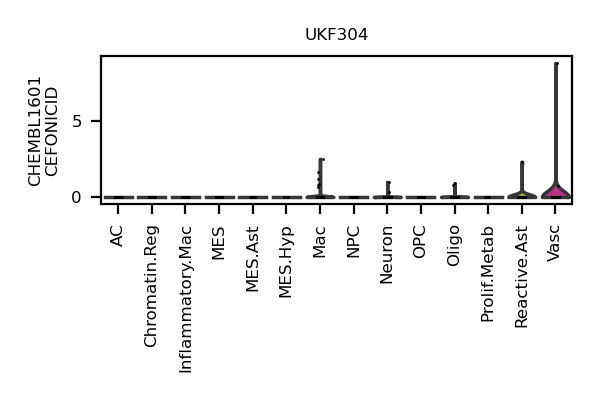 UKF304
CHEMBL1601
CEFONICID
5
0
AC
Chromatin.Reg
Inflammatory.Mac
MES
MES.Ast
MES.Hyp
Mac
NPC
Neuron
OPC
Oligo
Prolif.Metab
Reactive.Ast
Vasc